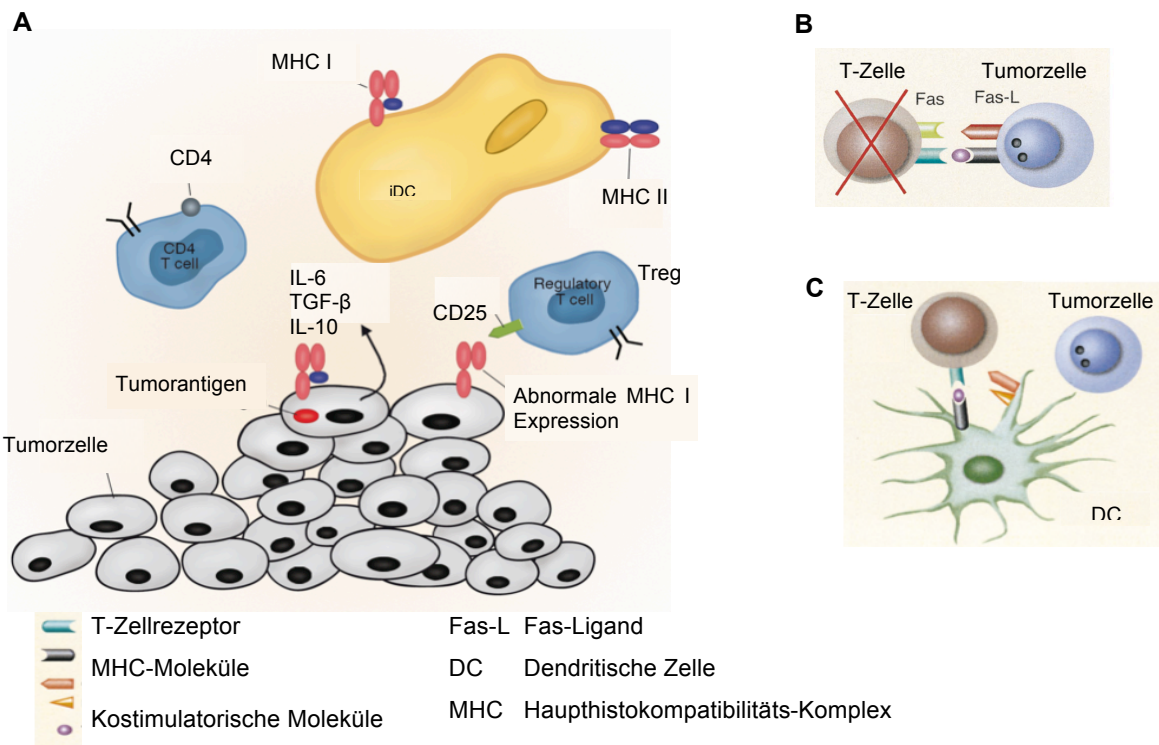 A
MHC I
CD4
CD4
T cell
iDC
MHC II
IL-6
TGF-β
IL-10
CD25
Regulatory
T cell
Treg
Tumorantigen
Abnormale MHC I
Expression
Tumorzelle
B
T-Zelle
Tumorzelle
Fas
Fas-L
C
T-Zelle
Tumorzelle
DC
T-Zellrezeptor
MHC-Moleküle
Kostimulatorische Moleküle
Fas-L Fas-Ligand
DC Dendritische Zelle
MHC Haupthistokompatibilitäts-Komplex